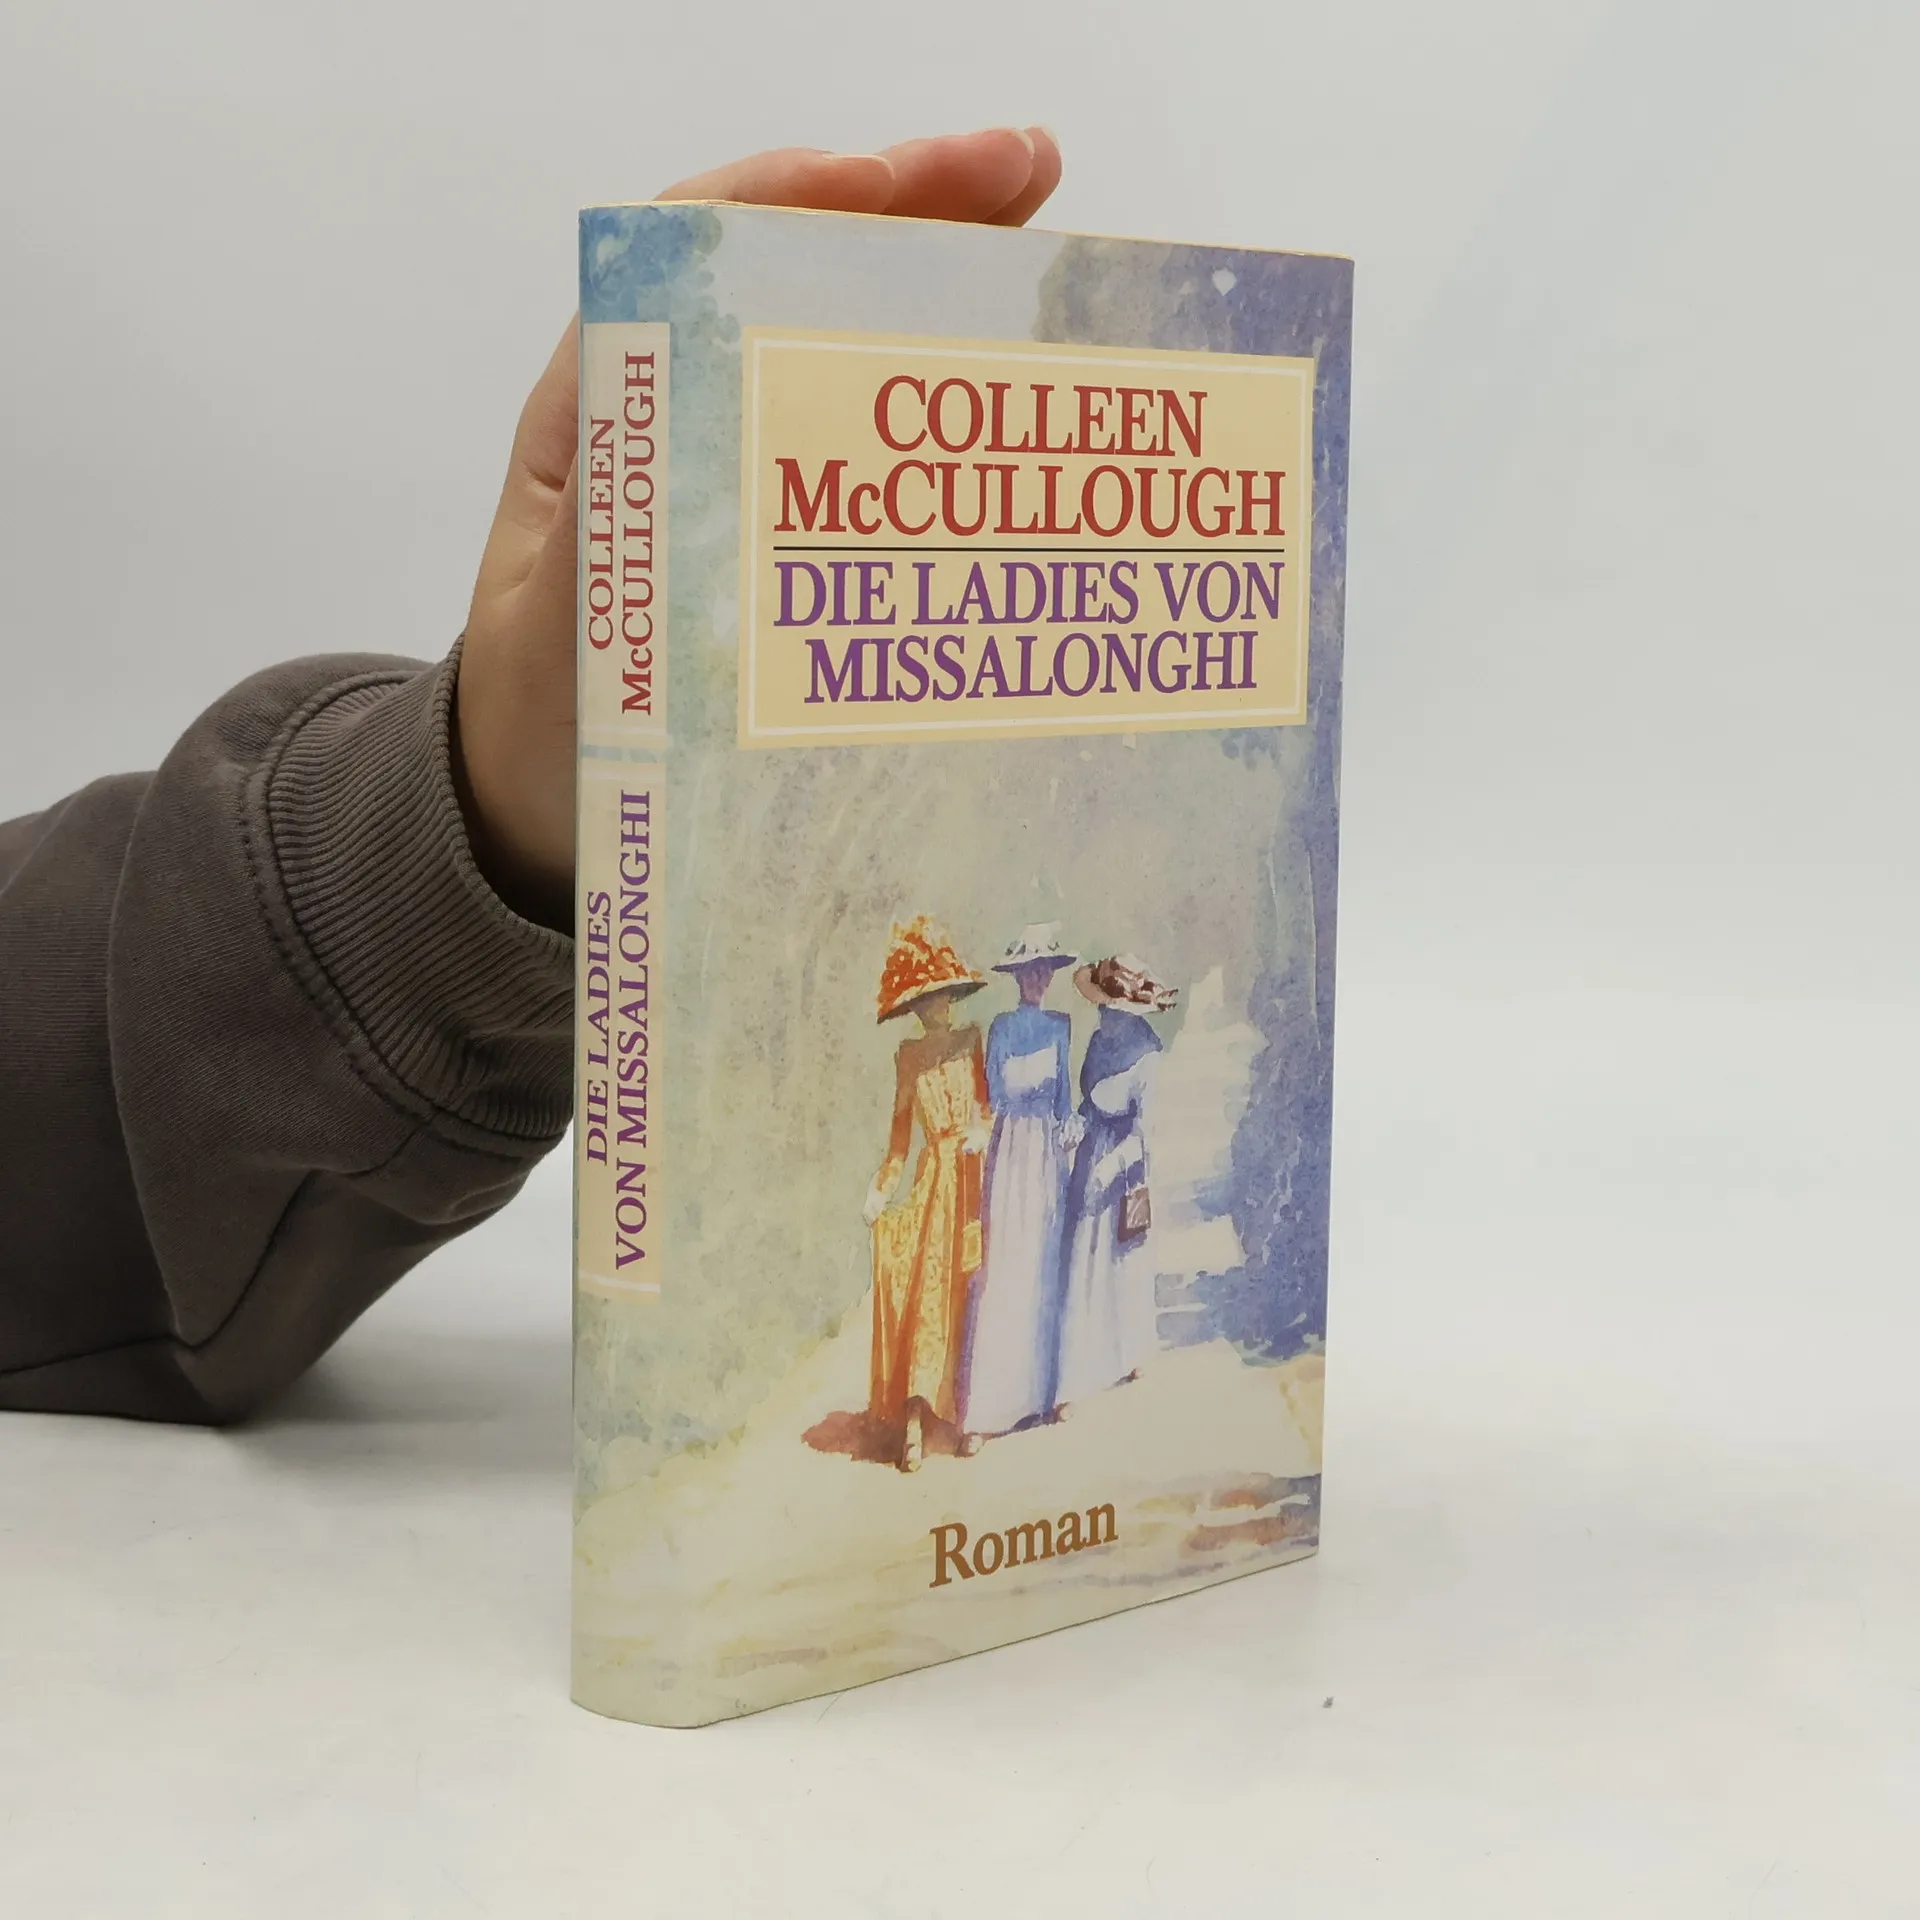 COLLEEN
McCULLOUGH
DIE LADIES
VON MISSALONGHI
COLLEEN
McCULLOUGH
DIE LADIES VON
MISSALONGHI
Roman